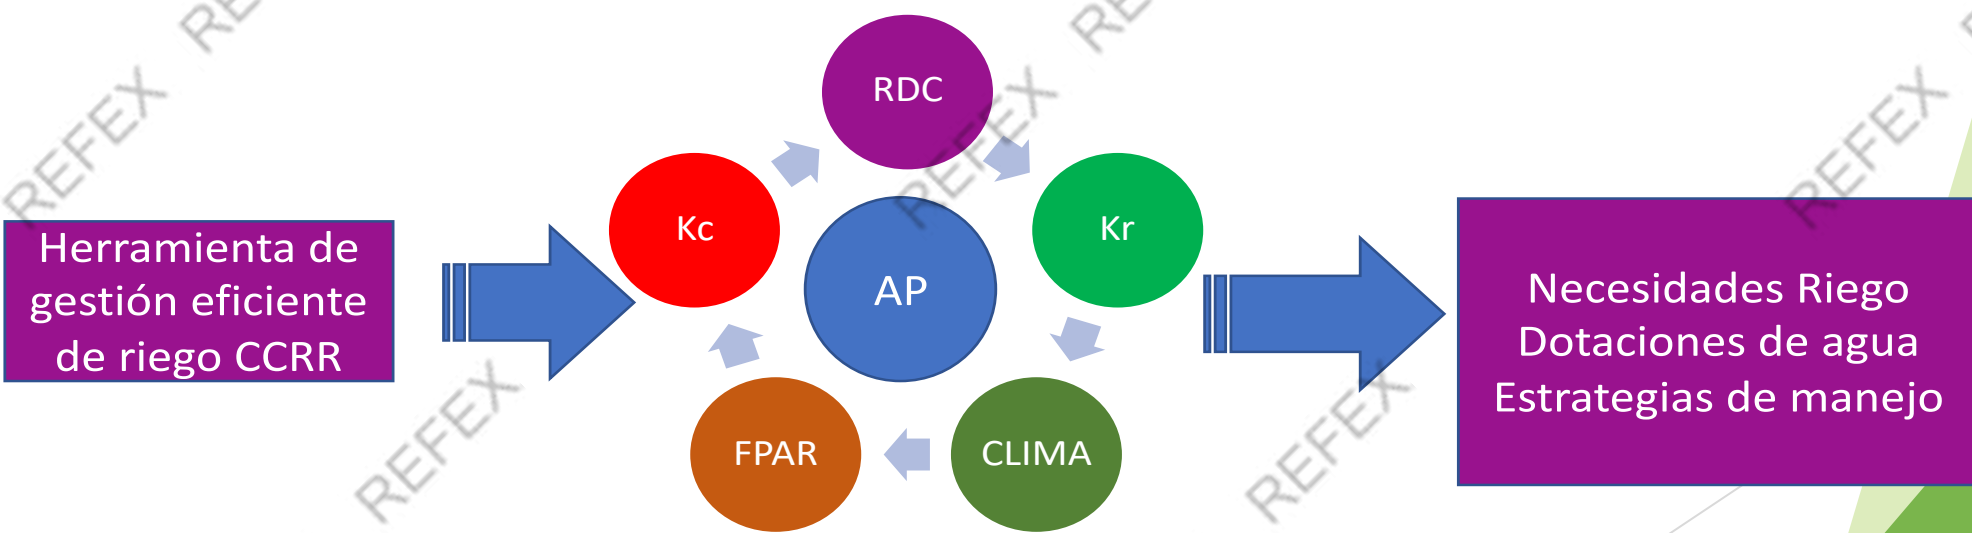 Herramienta de
gestión eficiente
de riego CCRR
RDC
Kc
Kr
AP
FPAR
CLIMA
Necesidades Riego
Dotaciones de agua
Estrategias de manejo
REFEX
REFEX
REFEX
REFEX
REFEX